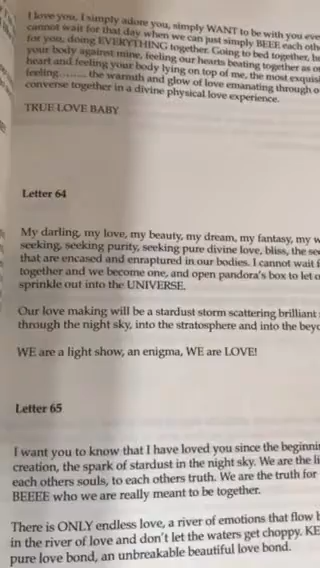 I love you, I simply adore you, simply WANT to be with you
cannot wait for that day when we can just simply BEEE each
for you, doing EVERYTHING together. Going to bed together,
your body against mine, feeling our hearts beating together as
heart and feeling your body lying on top of me, the most
feeling........ the warmth and glow of love emanating through
converse together in a divine physical love experience.
TRUE LOVE BABY
Letter 64
My darling, my love, my beauty, my dream, my fantasy, my
seeking, seeking purity, seeking pure divine love, bliss, the
that are encased and enraptured in our bodies. I cannot wait
together and we become one, and open pandora's box to let
sprinkle out into the UNIVERSE.
Our love making will be a stardust storm scattering brilliant
through the night sky, into the stratosphere and into the
WE are a light show, an enigma, WE are LOVE!
Letter 65
I want you to know that I have loved you since the
creation, the spark of stardust in the night sky. We are the
each others souls, to each others truth. We are the truth for
BEEEE who we are really meant to be together.
There is ONLY endless love, a river of emotions that flow
in the river of love and don't let the waters get choppy.
pure love bond, an unbreakable beautiful love bond.